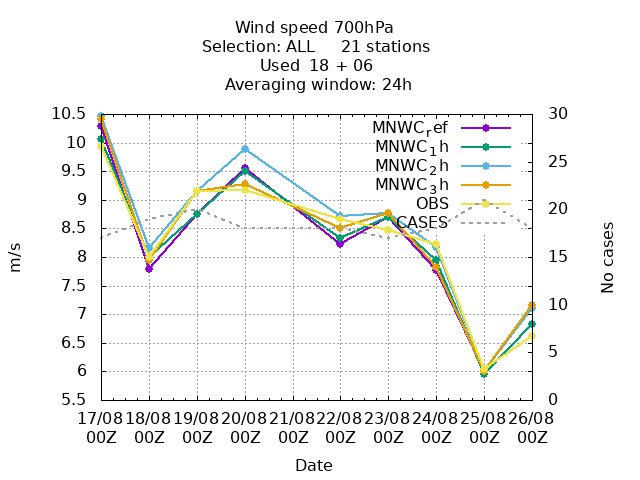 Wind speed 700hPa
Selection: ALL 21 stations
Used 18 + 06
Averaging window: 24h
10.5
10
9.5
9
8.5
8
7.5
7
6.5
6
5.5
m/s
30
25
20
15
10
5
0
No cases
MNWC_ref
MNWC_1h
MNWC_2h
MNWC_3h
OBS
CASES
17/08 18/08 19/08 20/08 21/08 22/08 23/08 24/08 25/08 26/08
00Z 00Z 00Z 00Z 00Z 00Z 00Z 00Z 00Z 00Z
Date